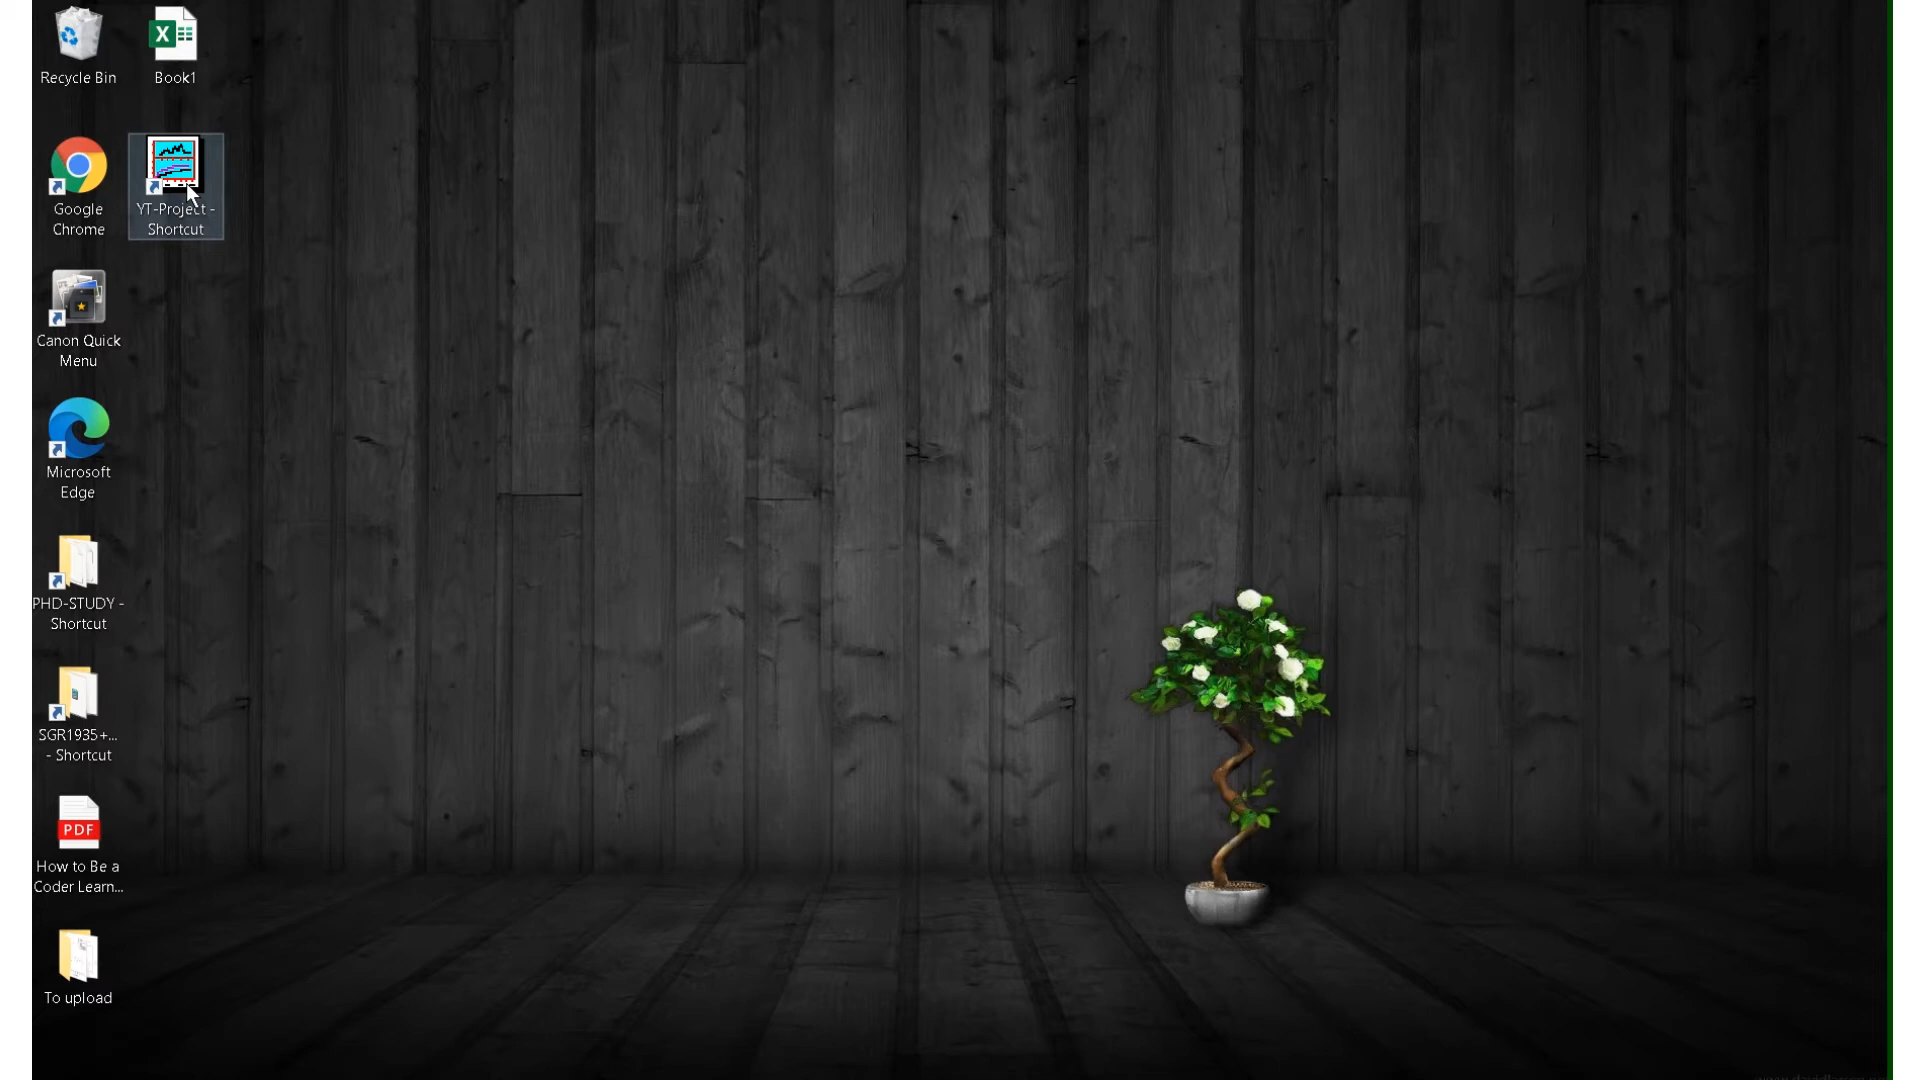 Recycle Bin
Book1
Google
Chrome
YT-Project -
Shortcut
Canon Quick
Menu
Microsoft
Edge
PHD-STUDY -
Shortcut
SGR1935+...
- Shortcut
PDF
How to Be a
Coder Learn...
To upload